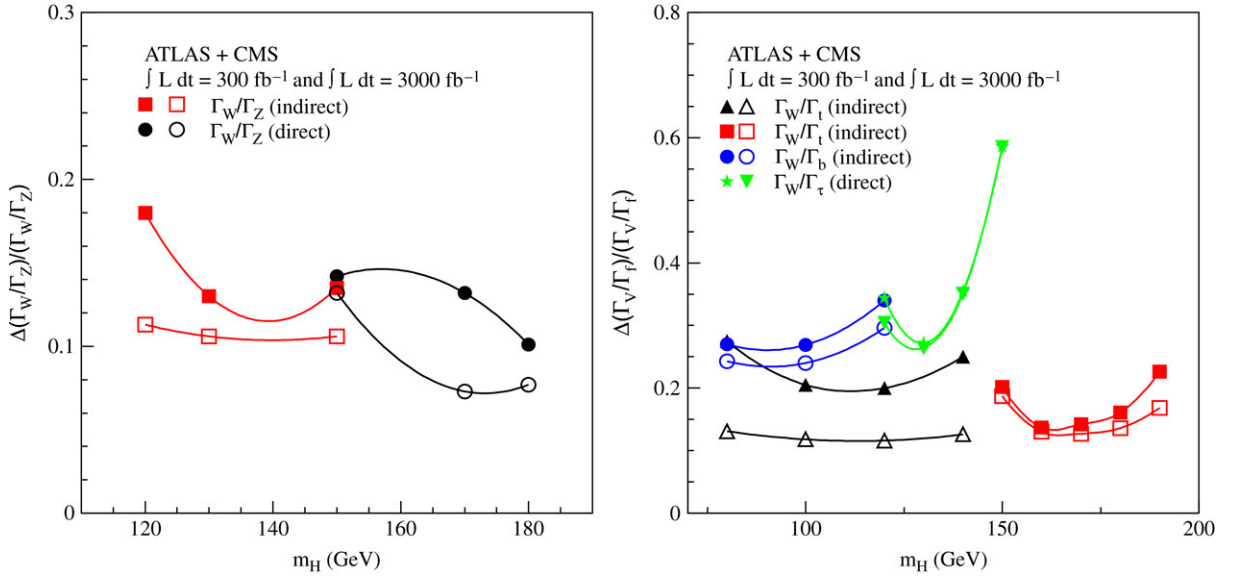 0.3
0.2
0.1
0
Δ(Γ_W/Γ_Z)/(Γ_W/Γ_Z)
ATLAS + CMS
∫ L dt = 300 fb⁻¹ and ∫ L dt = 3000 fb⁻¹
Γ_W/Γ_Z (indirect)
Γ_W/Γ_Z (direct)
120 140 160 180
m_H (GeV)
0.8
0.6
0.4
0.2
0
Δ(Γ_V/Γ_f)/(Γ_V/Γ_f)
ATLAS + CMS
∫ L dt = 300 fb⁻¹ and ∫ L dt = 3000 fb⁻¹
Γ_W/Γ_t (indirect)
Γ_W/Γ_t (indirect)
Γ_W/Γ_b (indirect)
Γ_W/Γ_τ (direct)
100 150 200
m_H (GeV)